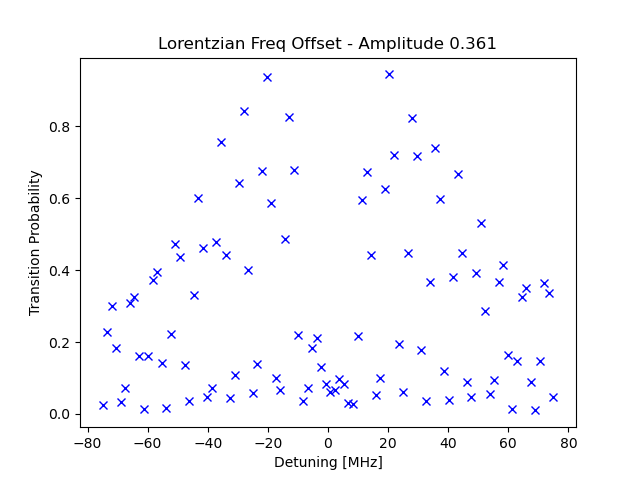 Lorentzian Freq Offset - Amplitude 0.361
Transition Probability
0.8
0.6
0.4
0.2
0.0
−80 −60 −40 −20 0 20 40 60 80
Detuning [MHz]